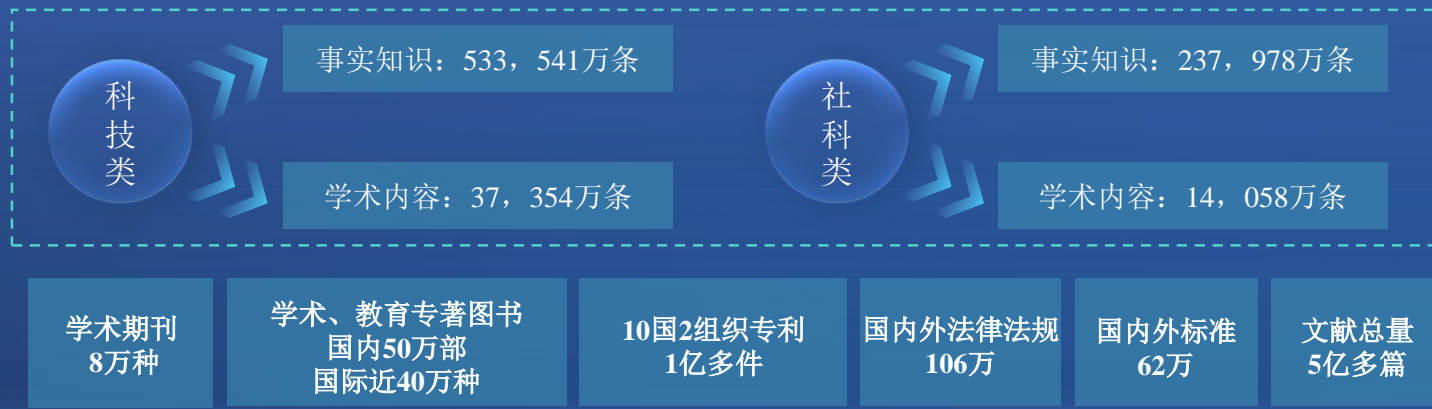 科技类
事实知识：533，541万条
学术内容：37，354万条
社科类
事实知识：237，978万条
学术内容：14，058万条
学术期刊
8万种
学术、教育专著图书
国内50万部
国际近40万种
10国2组织专利
1亿多件
国内外法律法规
106万
国内外标准
62万
文献总量
5亿多篇